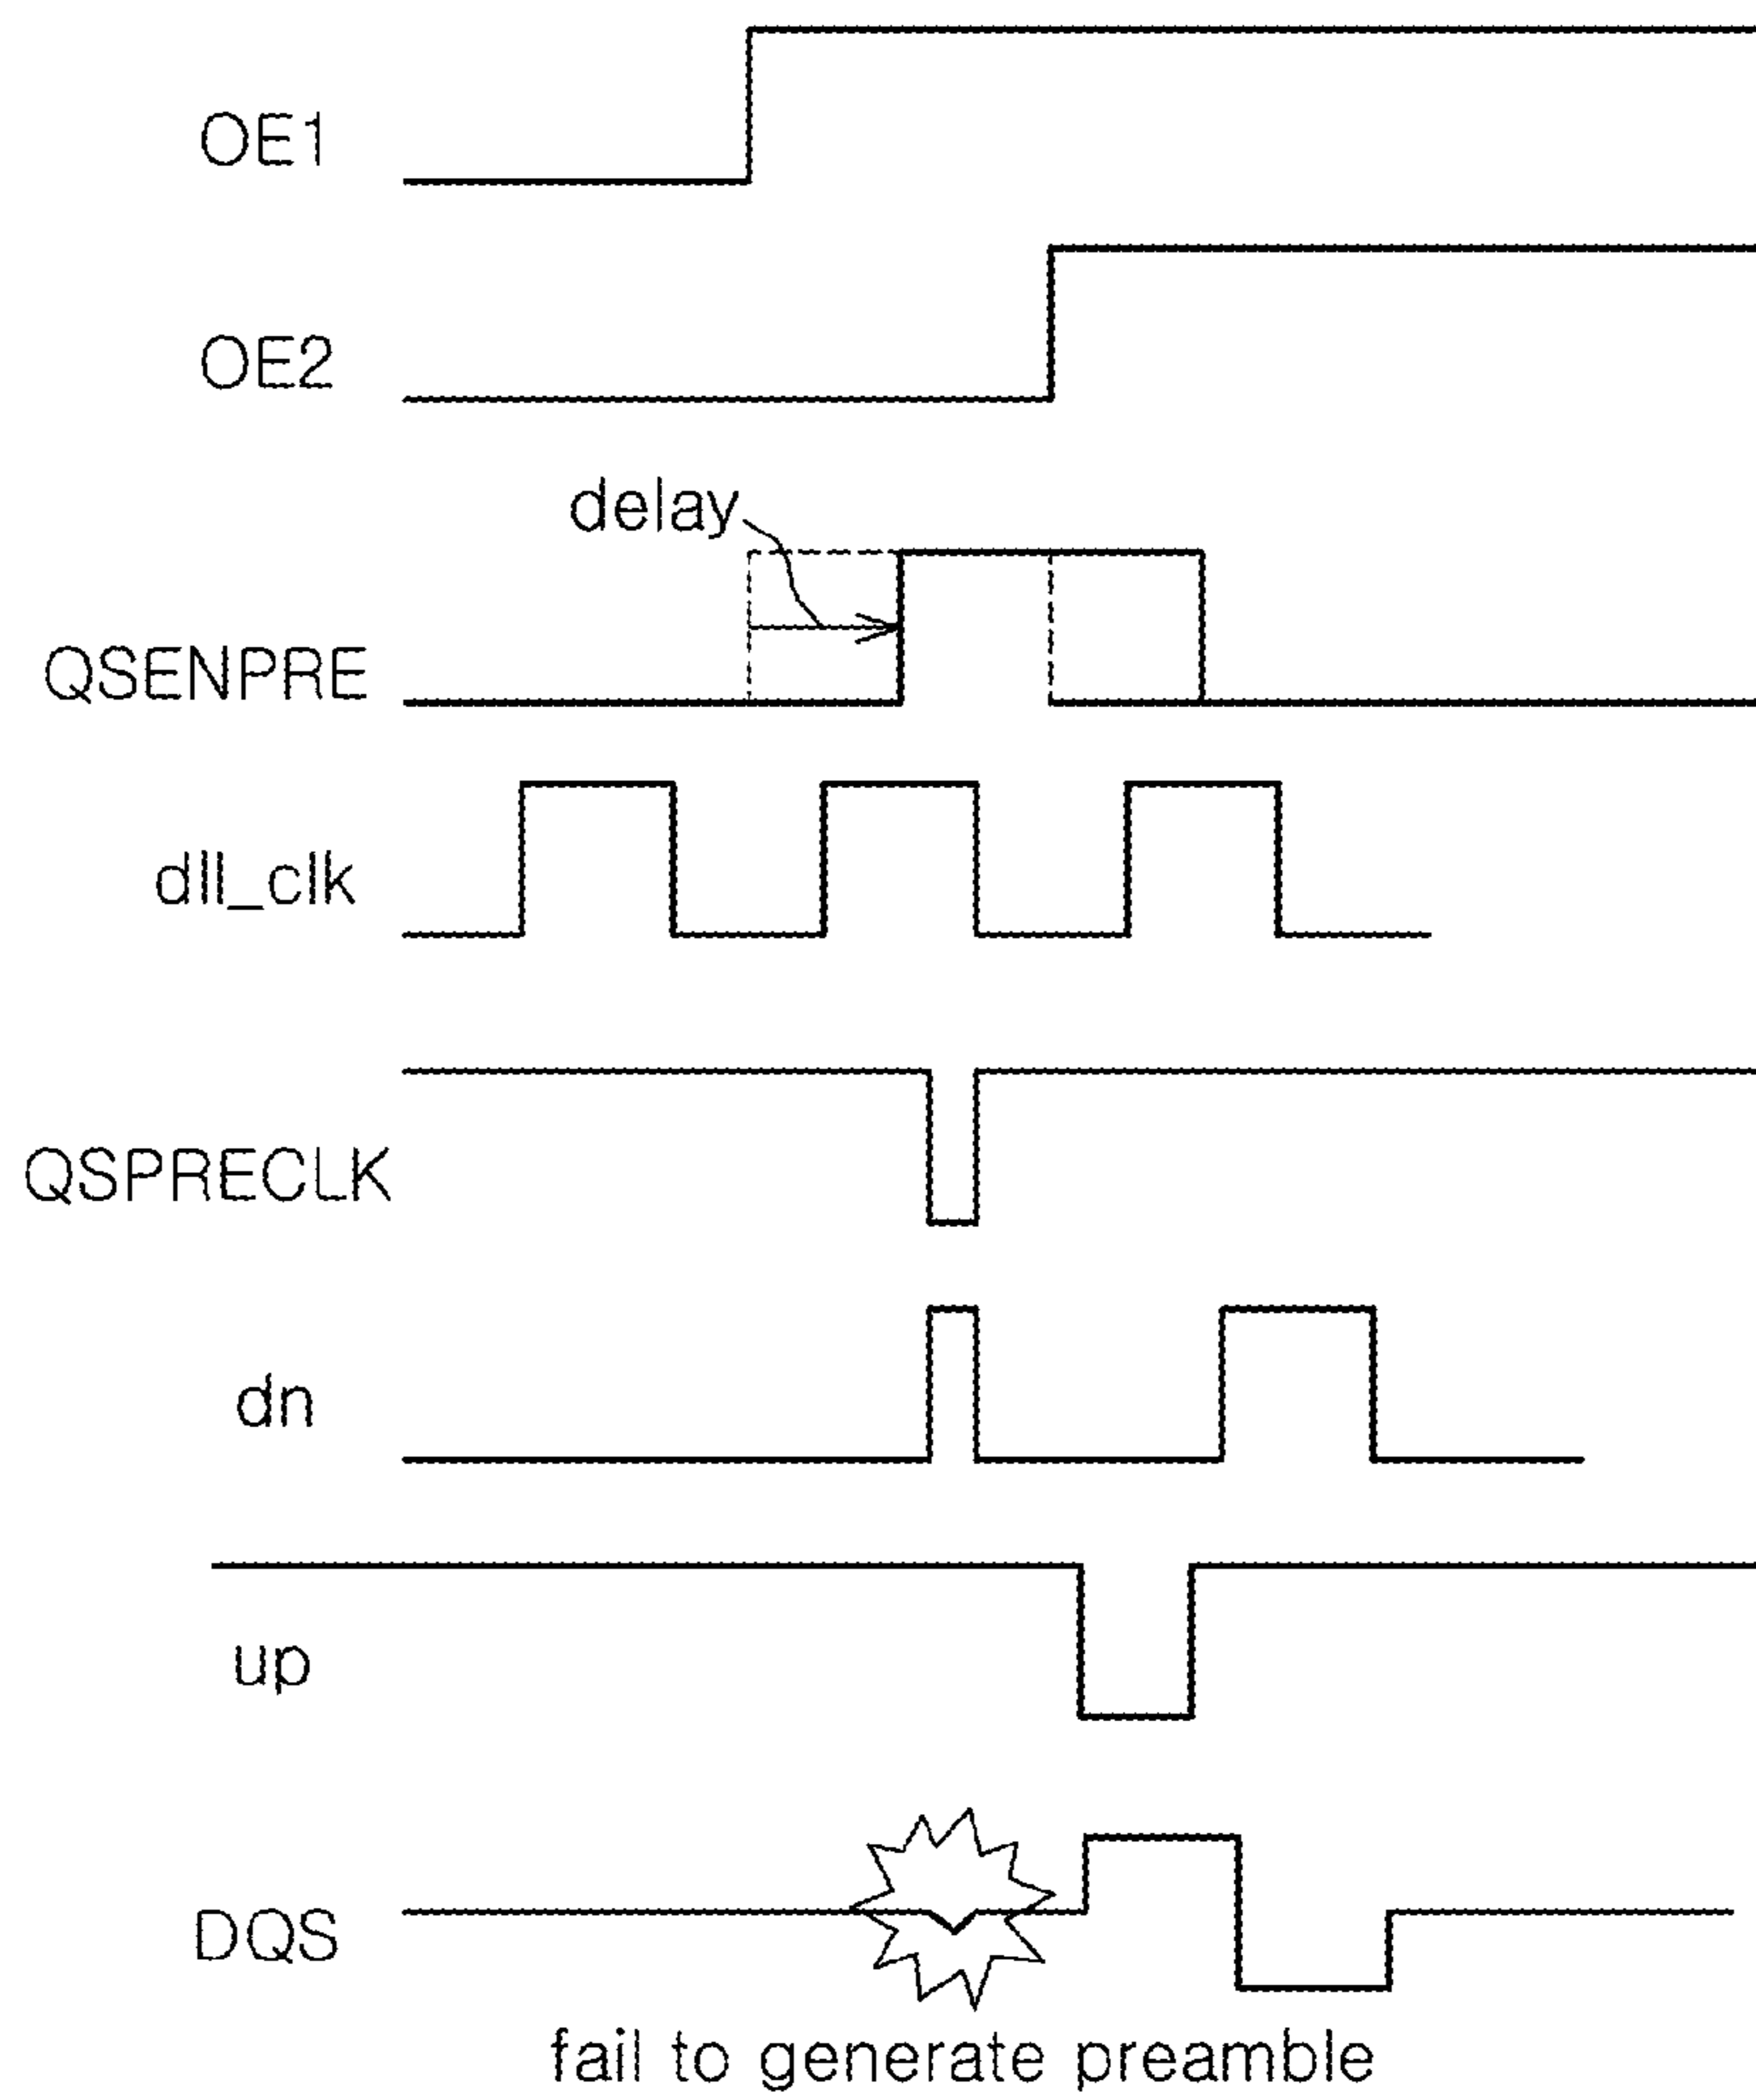 OE1
OE2
delay
QSENPRE
dll_clk
QSPRECLK
dn
up
DQS
fail to generate preamble